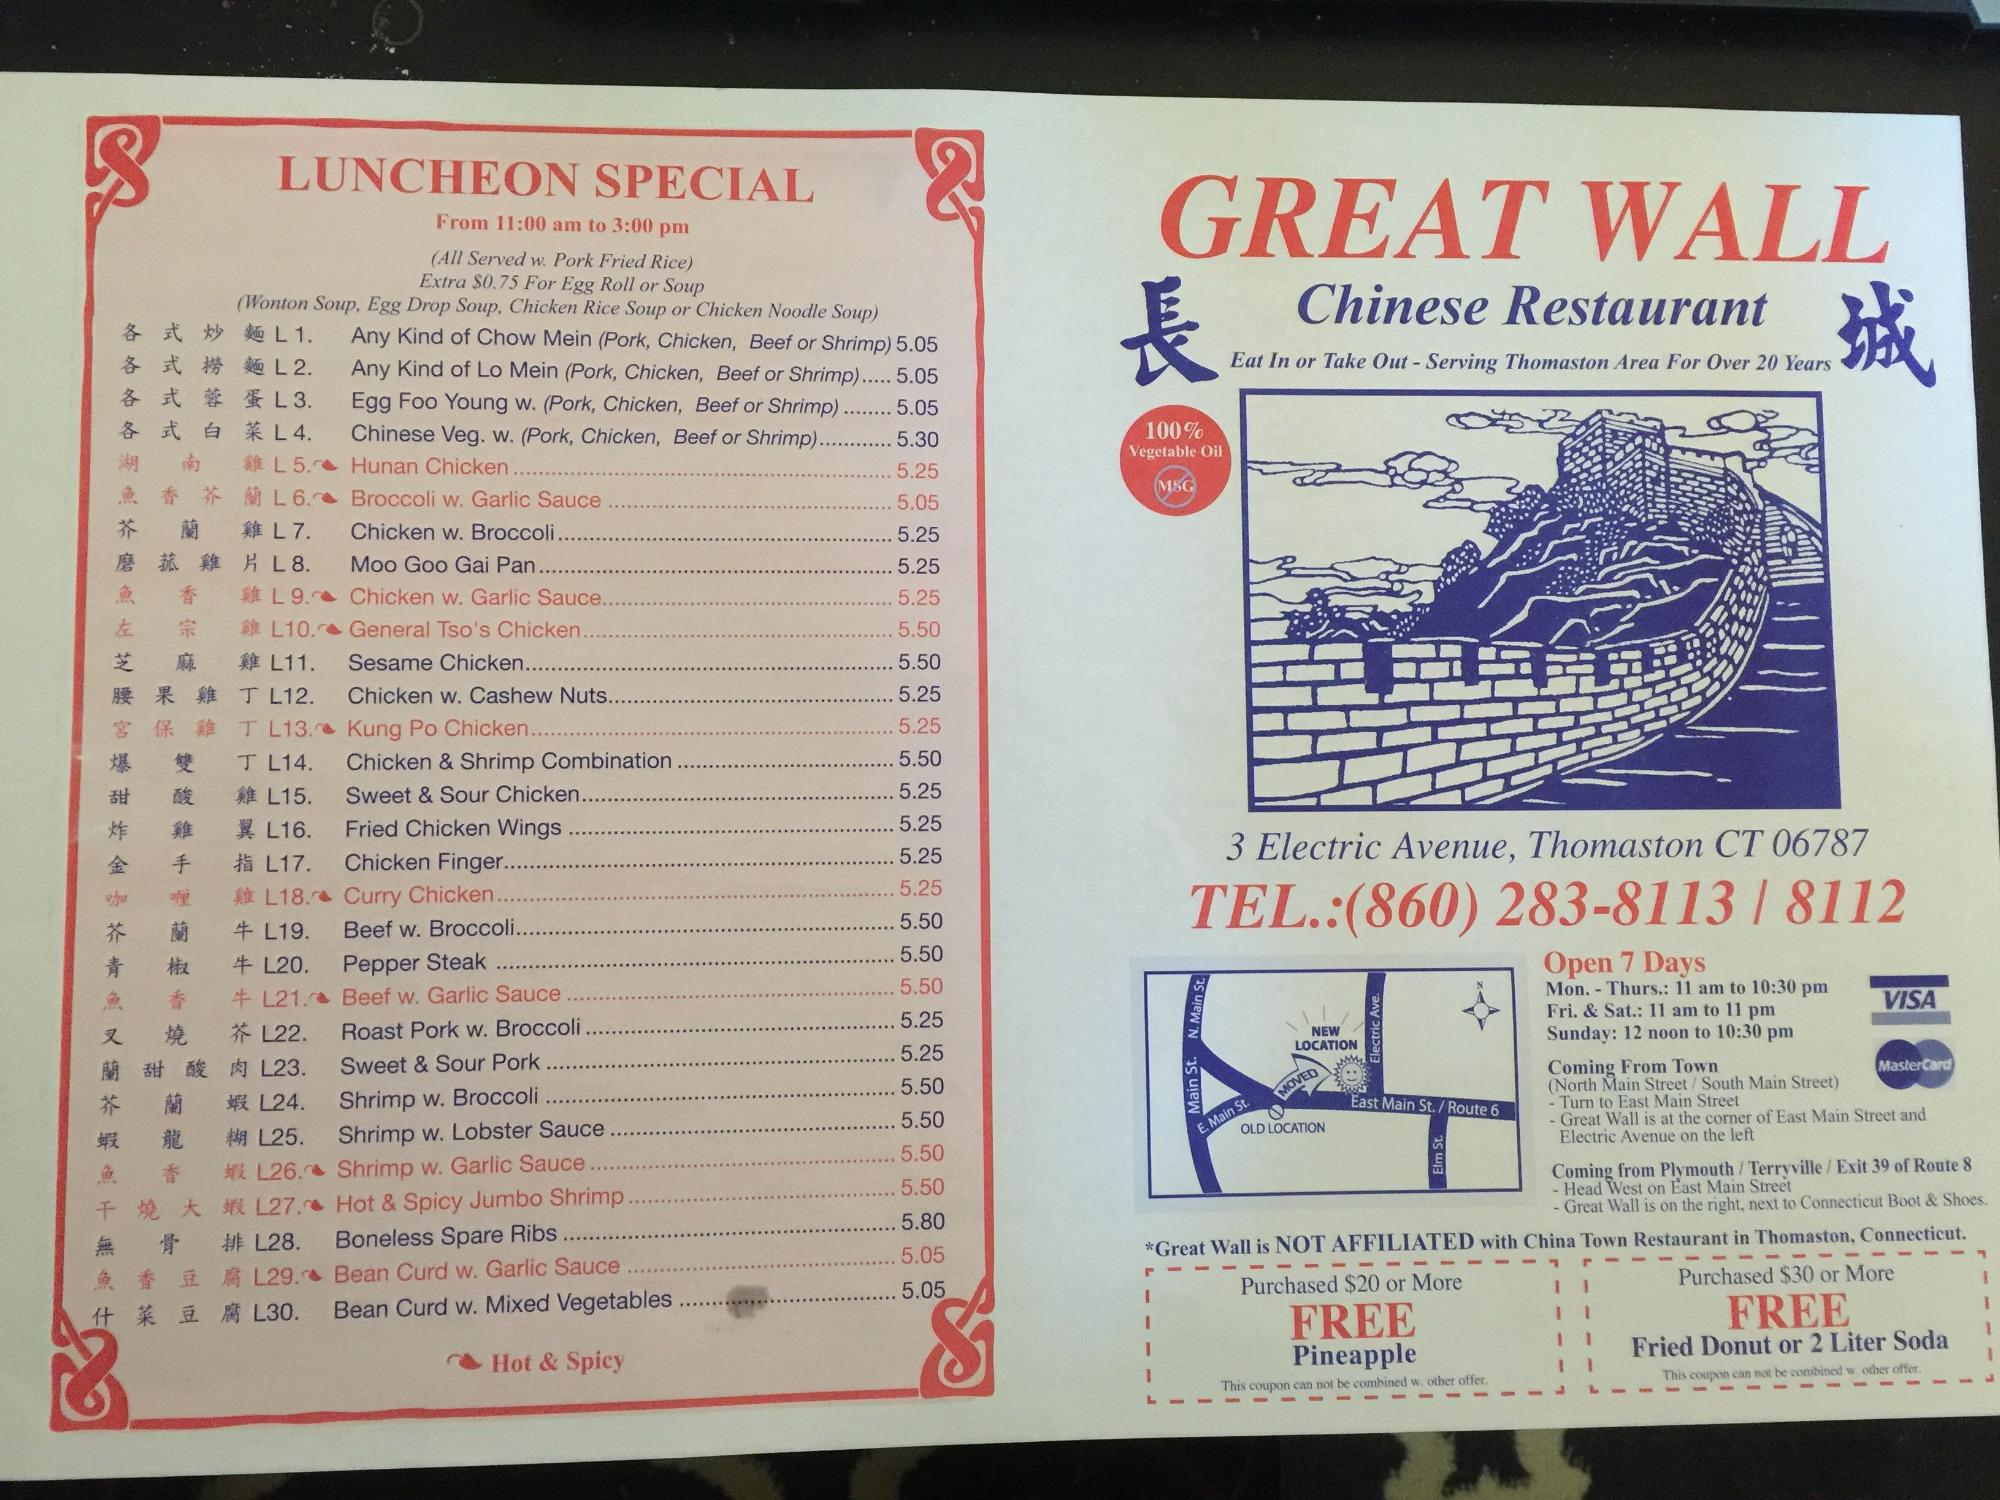 LUNCHEON SPECIAL
From 11:00 am to 3:00 pm
(All Served w. Pork Fried Rice)
Extra $0.75 For Egg Roll or Soup
(Wonton Soup, Egg Drop Soup, Chicken Rice Soup or Chicken Noodle Soup)
各式炒麵 L 1. Any Kind of Chow Mein (Pork, Chicken, Beef or Shrimp) 5.05
各式撈麵 L 2. Any Kind of Lo Mein (Pork, Chicken, Beef or Shrimp)..... 5.05
各式蓉蛋 L 3. Egg Foo Young w. (Pork, Chicken, Beef or Shrimp) ........ 5.05
各式白菜 L 4. Chinese Veg. w. (Pork, Chicken, Beef or Shrimp)............ 5.30
湖南雞 L 5. Hunan Chicken ........ 5.25
魚香芥蘭 L 6. Broccoli w. Garlic Sauce ........ 5.05
芥蘭雞 L 7. Chicken w. Broccoli ........ 5.25
磨菰雞片 L 8. Moo Goo Gai Pan ........ 5.25
魚香雞 L 9. Chicken w. Garlic Sauce ........ 5.25
左宗雞 L10. General Tso's Chicken ........ 5.50
芝麻雞 L11. Sesame Chicken ........ 5.50
腰果雞丁 L12. Chicken w. Cashew Nuts ........ 5.25
宮保雞丁 L13. Kung Po Chicken ........ 5.25
爆雙丁 L14. Chicken & Shrimp Combination ........ 5.50
甜酸雞 L15. Sweet & Sour Chicken ........ 5.25
炸雞翼 L16. Fried Chicken Wings ........ 5.25
金手指 L17. Chicken Finger ........ 5.25
咖喱雞 L18. Curry Chicken ........ 5.25
芥蘭牛 L19. Beef w. Broccoli ........ 5.50
青椒牛 L20. Pepper Steak ........ 5.50
魚香牛 L21. Beef w. Garlic Sauce ........ 5.50
叉燒芥 L22. Roast Pork w. Broccoli ........ 5.25
蘭甜酸肉 L23. Sweet & Sour Pork ........ 5.25
芥蘭蝦 L24. Shrimp w. Broccoli ........ 5.50
蝦龍糊 L25. Shrimp w. Lobster Sauce ........ 5.50
魚香蝦 L26. Shrimp w. Garlic Sauce ........ 5.50
干燒大蝦 L27. Hot & Spicy Jumbo Shrimp ........ 5.50
無骨排 L28. Boneless Spare Ribs ........ 5.80
魚香豆腐 L29. Bean Curd w. Garlic Sauce ........ 5.05
什菜豆腐 L30. Bean Curd w. Mixed Vegetables ........ 5.05
Hot & Spicy
GREAT WALL
長城
Chinese Restaurant
Eat In or Take Out - Serving Thomaston Area For Over 20 Years
100%
Vegetable Oil
MSG
3 Electric Avenue, Thomaston CT 06787
TEL.:(860) 283-8113 / 8112
N. Main St.
Main St.
E. Main St.
NEW
LOCATION
MOVED
OLD LOCATION
Electric Ave.
East Main St. / Route 6
Elm St.
N
Open 7 Days
Mon. - Thurs.: 11 am to 10:30 pm
Fri. & Sat.: 11 am to 11 pm
Sunday: 12 noon to 10:30 pm
VISA
MasterCard
Coming From Town
(North Main Street / South Main Street)
- Turn to East Main Street
- Great Wall is at the corner of East Main Street and
Electric Avenue on the left
Coming from Plymouth / Terryville / Exit 39 of Route 8
- Head West on East Main Street
- Great Wall is on the right, next to Connecticut Boot & Shoes.
*Great Wall is NOT AFFILIATED with China Town Restaurant in Thomaston, Connecticut.
Purchased $20 or More
FREE
Pineapple
This coupon can not be combined w. other offer.
Purchased $30 or More
FREE
Fried Donut or 2 Liter Soda
This coupon can not be combined w. other offer.